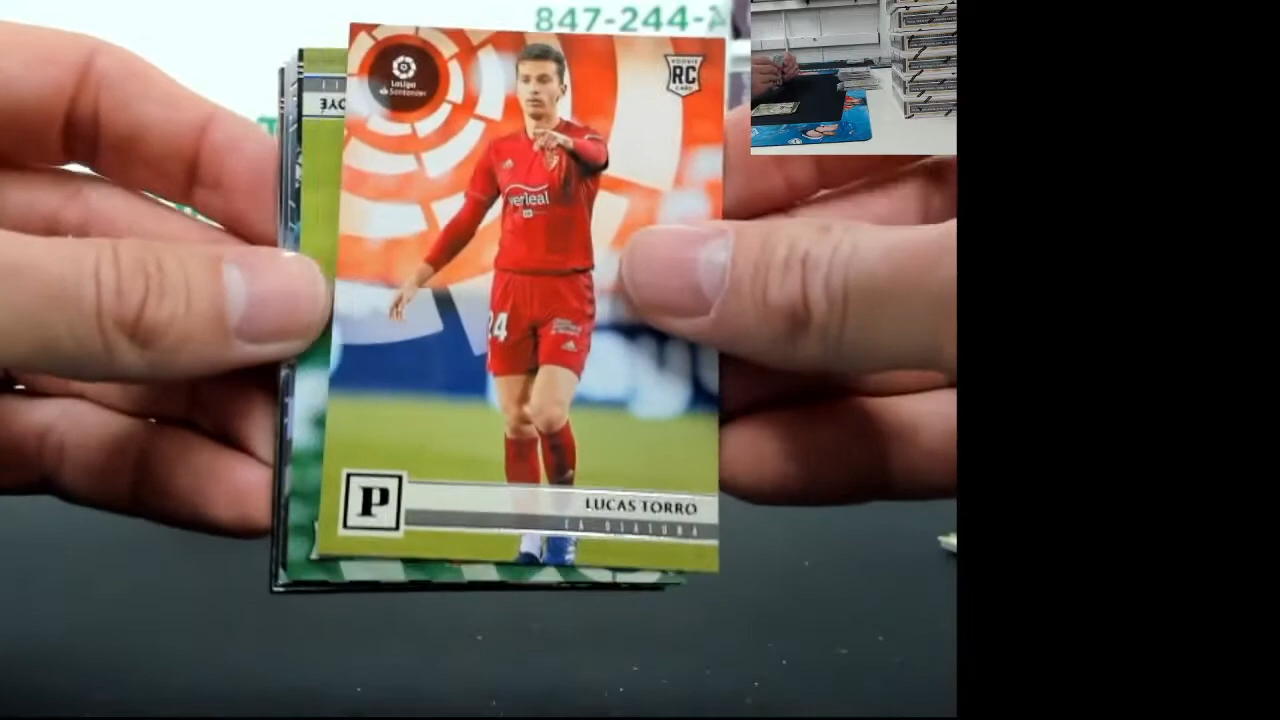 847-244-
LaLiga
Santander
ROOKIE
RC
CARD
verleal
24
P
LUCAS TORRO
CA OSASUNA